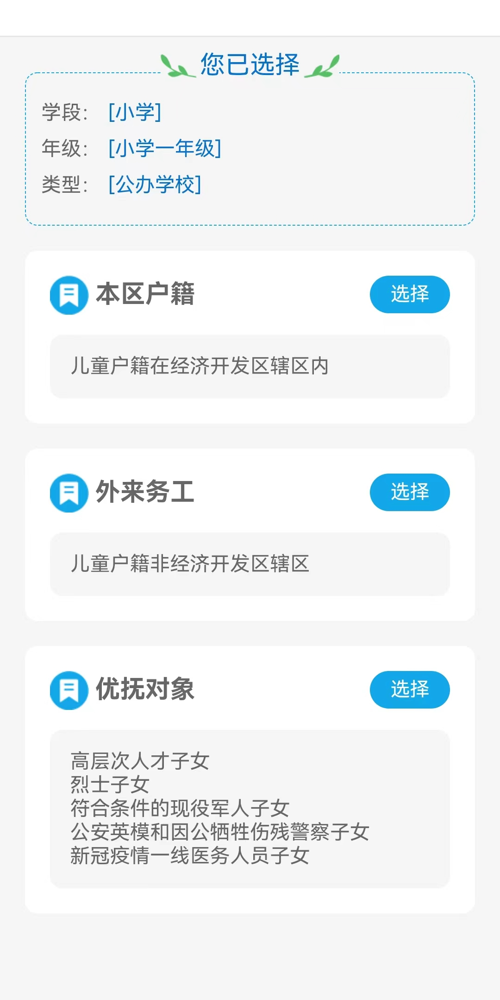 您已选择
学段： [小学]
年级： [小学一年级]
类型： [公办学校]
本区户籍
选择
儿童户籍在经济开发区辖区内
外来务工
选择
儿童户籍非经济开发区辖区
优抚对象
选择
高层次人才子女
烈士子女
符合条件的现役军人子女
公安英模和因公牺牲伤残警察子女
新冠疫情一线医务人员子女